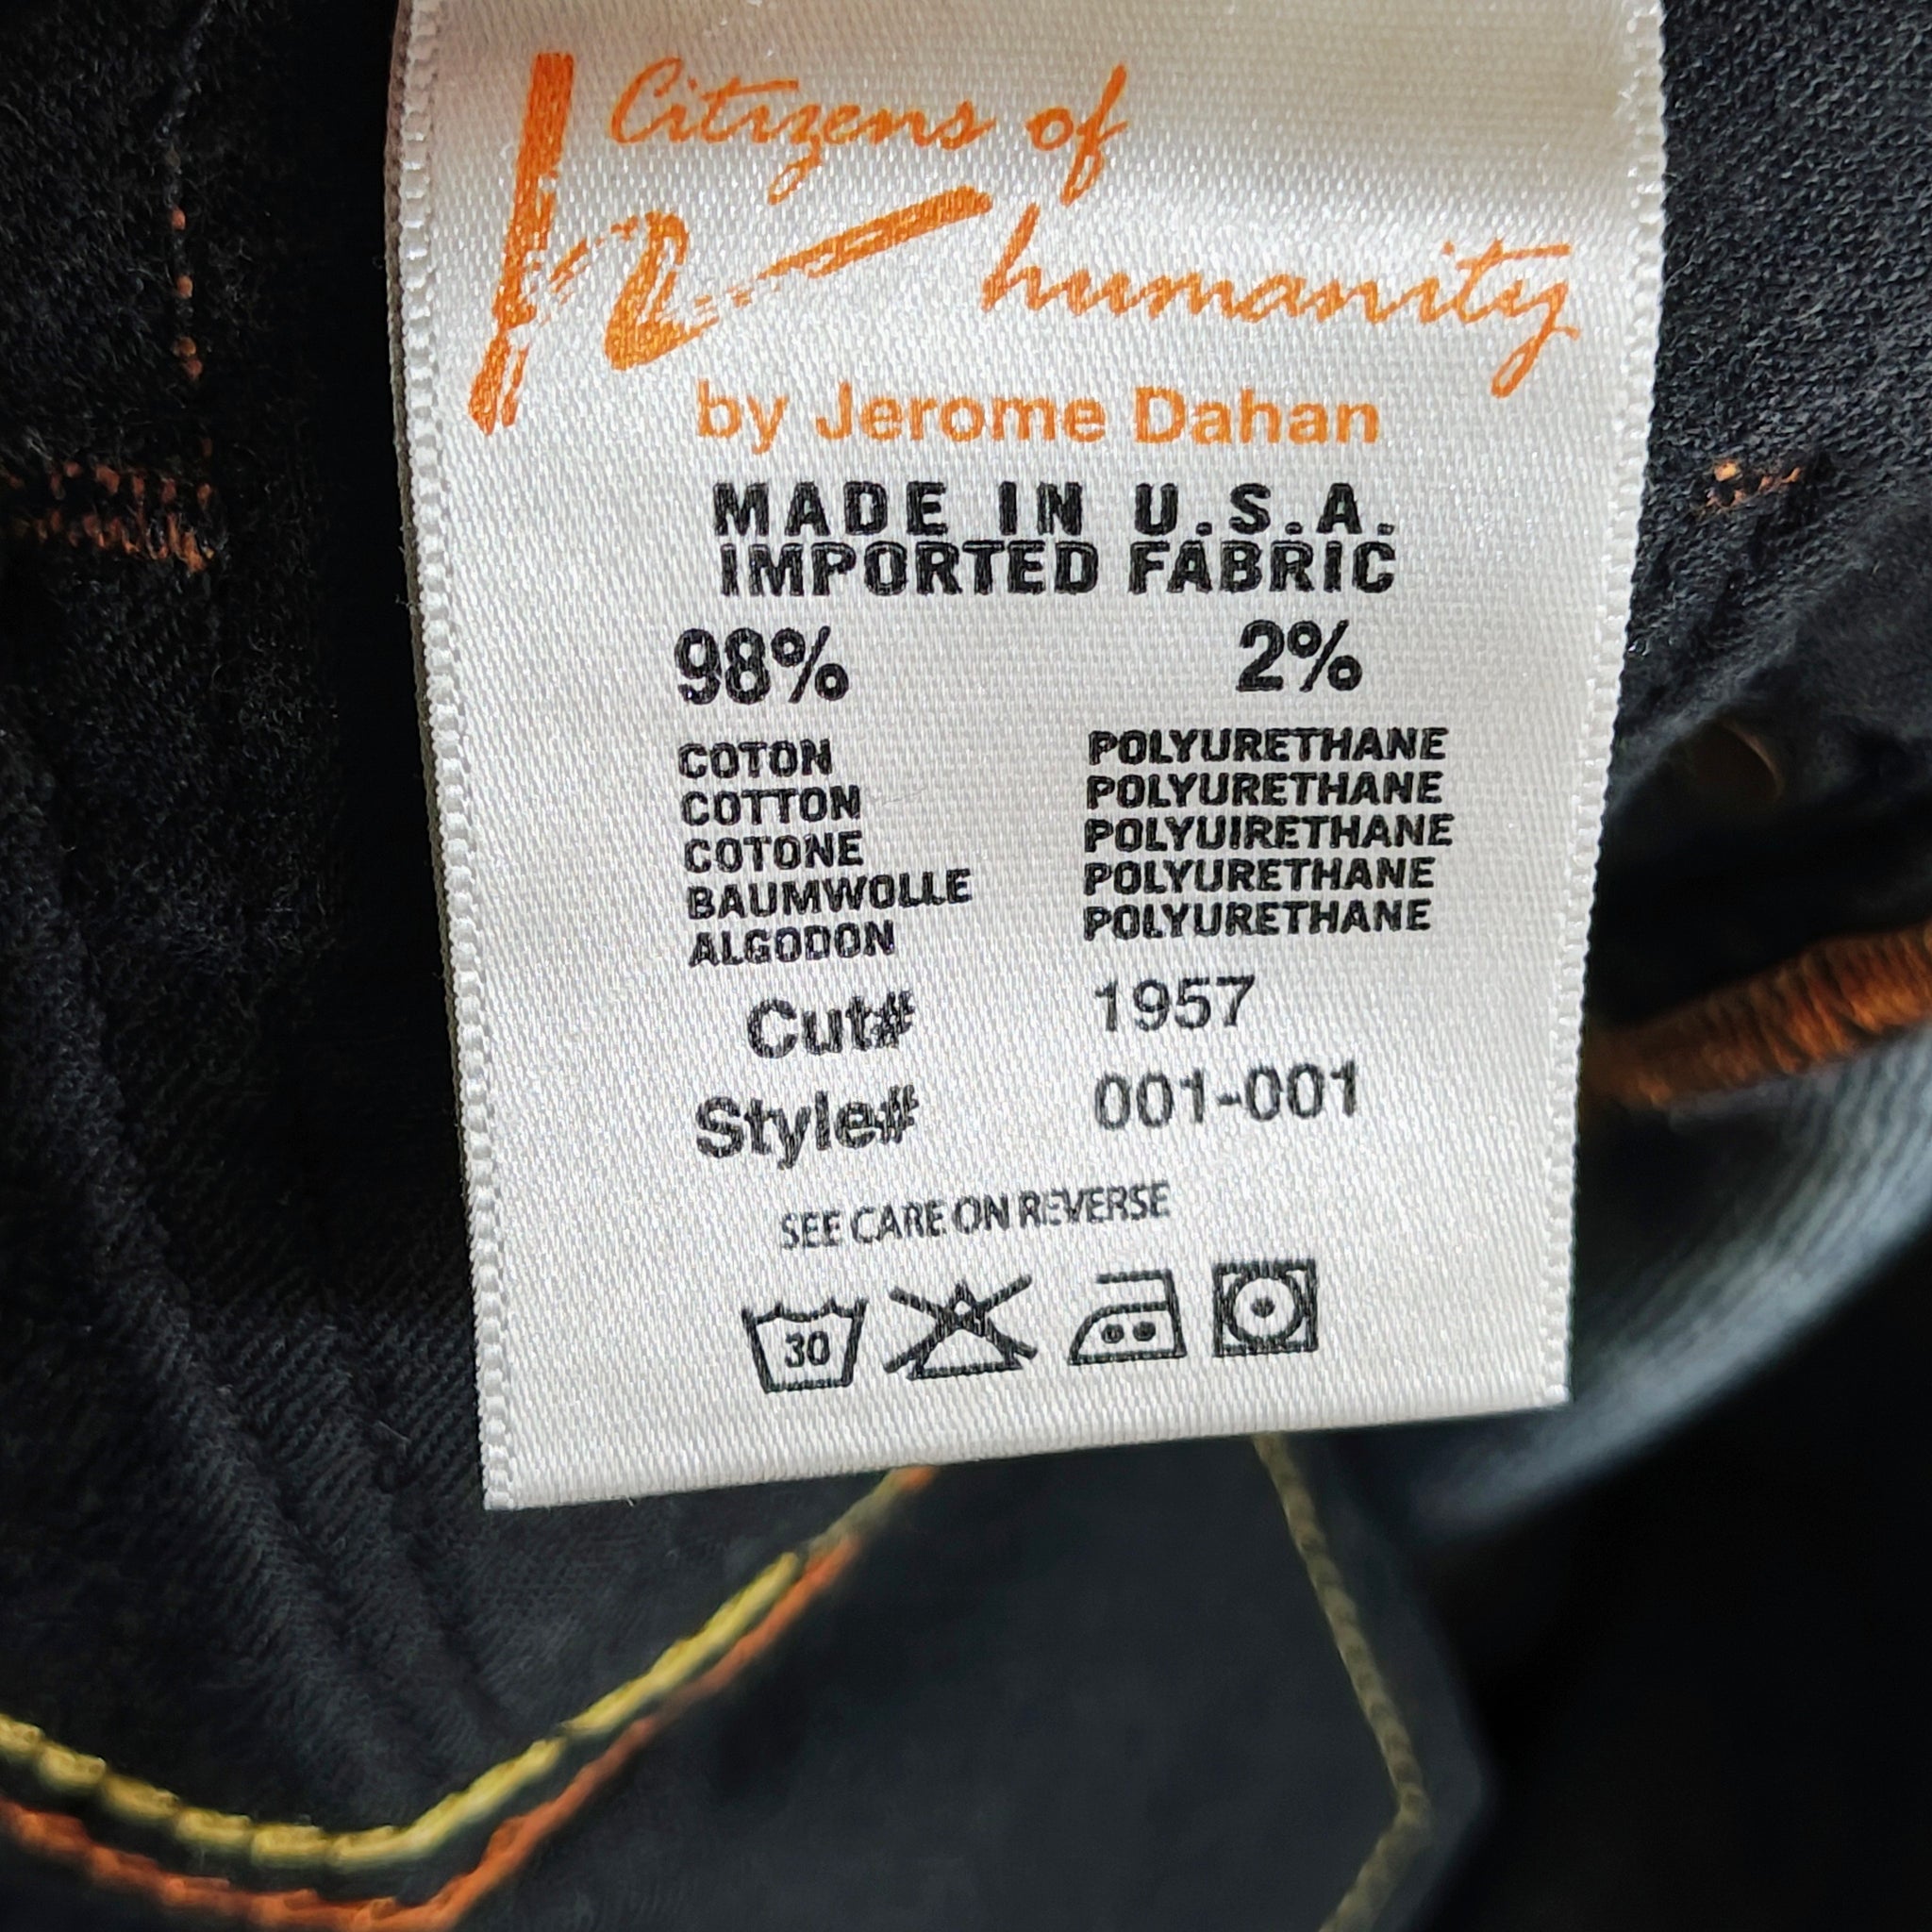 Citizens of
humanity
by Jerome Dahan
MADE IN U.S.A.
IMPORTED FABRIC
98% 2%
COTON POLYURETHANE
COTTON POLYURETHANE
COTONE POLYUIRETHANE
BAUMWOLLE POLYURETHANE
ALGODON POLYURETHANE
Cut# 1957
Style# 001-001
SEE CARE ON REVERSE
30